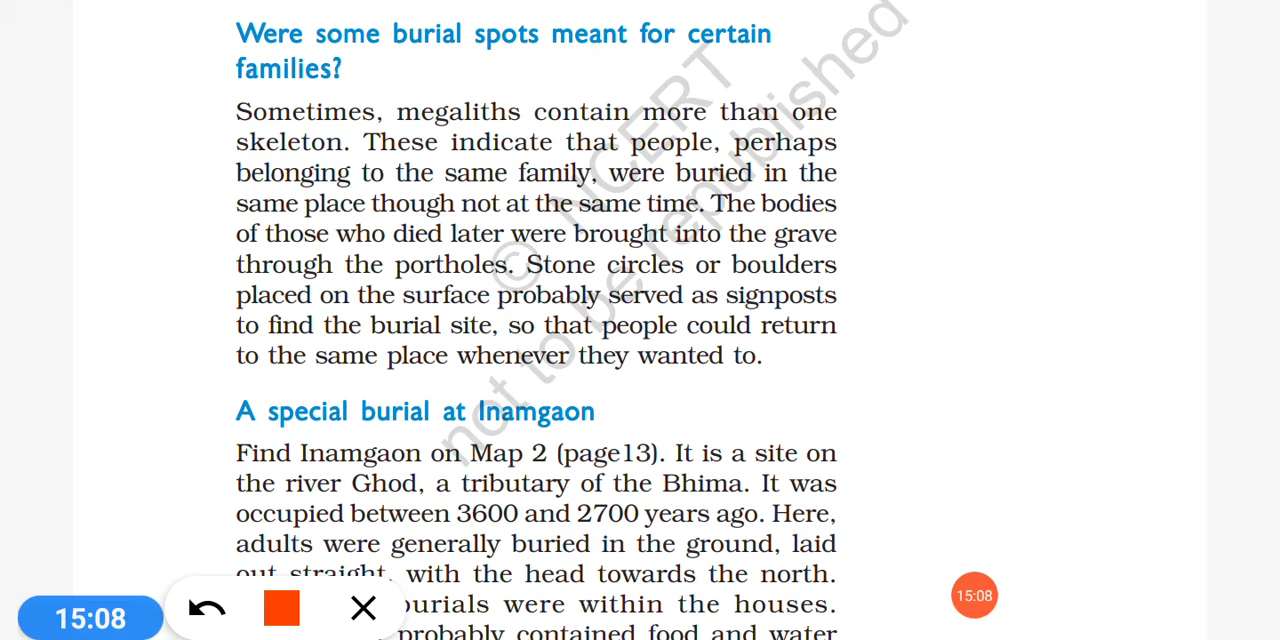 Were some burial spots meant for certain
families?
Sometimes, megaliths contain more than one
skeleton. These indicate that people, perhaps
belonging to the same family, were buried in the
same place though not at the same time. The bodies
of those who died later were brought into the grave
through the portholes. Stone circles or boulders
placed on the surface probably served as signposts
to find the burial site, so that people could return
to the same place whenever they wanted to.
A special burial at Inamgaon
Find Inamgaon on Map 2 (page13). It is a site on
the river Ghod, a tributary of the Bhima. It was
occupied between 3600 and 2700 years ago. Here,
adults were generally buried in the ground, laid
out straight, with the head towards the north.
burials were within the houses.
probably contained food and water
© NCERT
not to be republished
15:08
15:08